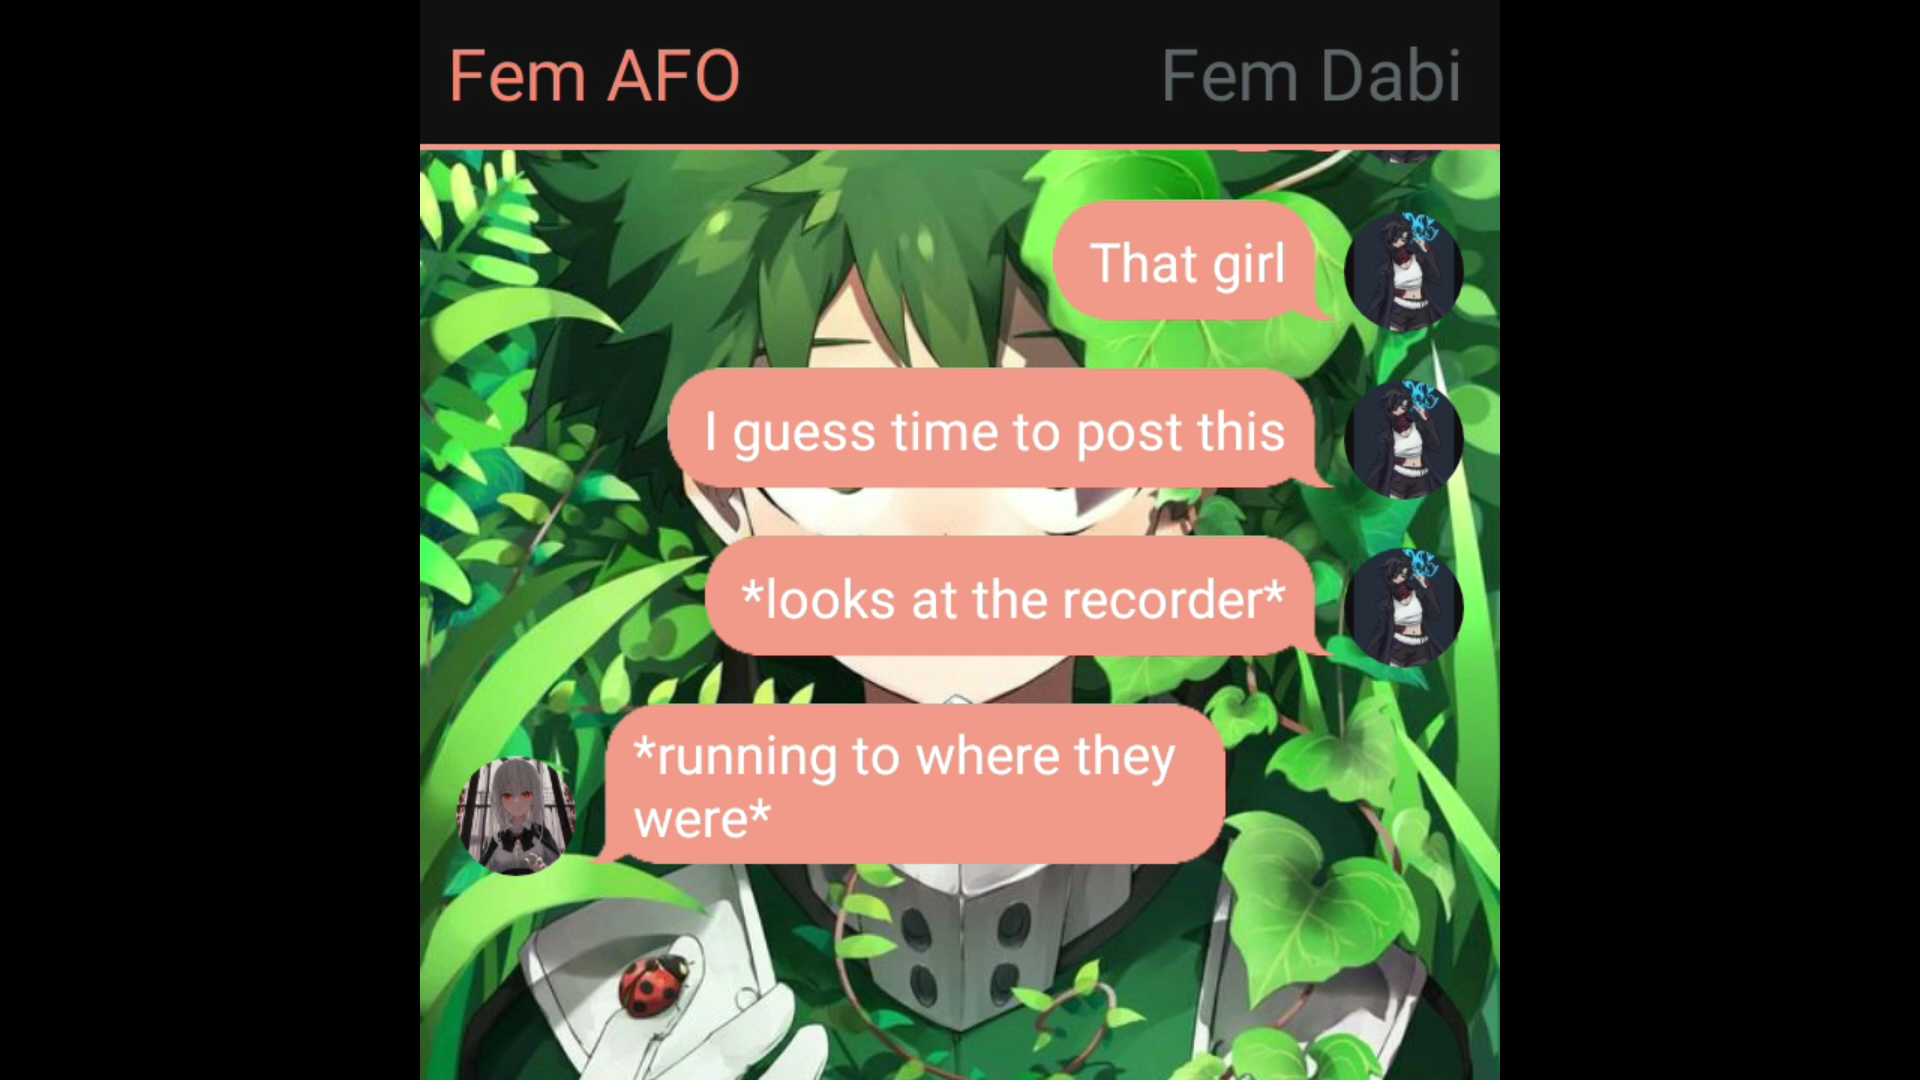 Fem AFO
Fem Dabi
That girl
I guess time to post this
*looks at the recorder*
*running to where they
were*